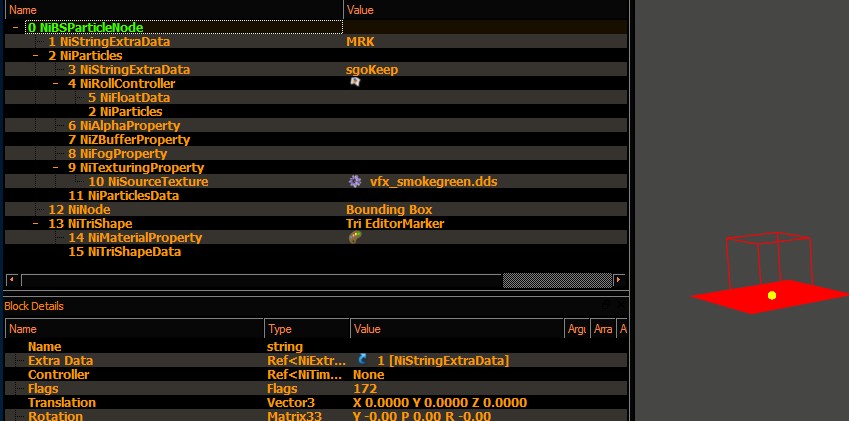 Name Value
0 NiBSParticleNode
1 NiStringExtraData MRK
2 NiParticles
3 NiStringExtraData sgoKeep
4 NiRollController
5 NiFloatData
2 NiParticles
6 NiAlphaProperty
7 NiZBufferProperty
8 NiFogProperty
9 NiTexturingProperty
10 NiSourceTexture vfx_smokegreen.dds
11 NiParticlesData
12 NiNode Bounding Box
13 NiTriShape Tri EditorMarker
14 NiMaterialProperty
15 NiTriShapeData
Block Details
Name Type Value Argu Arra A
Name string
Extra Data Ref<NiExtr... 1 [NiStringExtraData]
Controller Ref<NiTim... None
Flags Flags 172
Translation Vector3 X 0.0000 Y 0.0000 Z 0.0000
Rotation Matrix33 Y -0.00 P 0.00 R -0.00